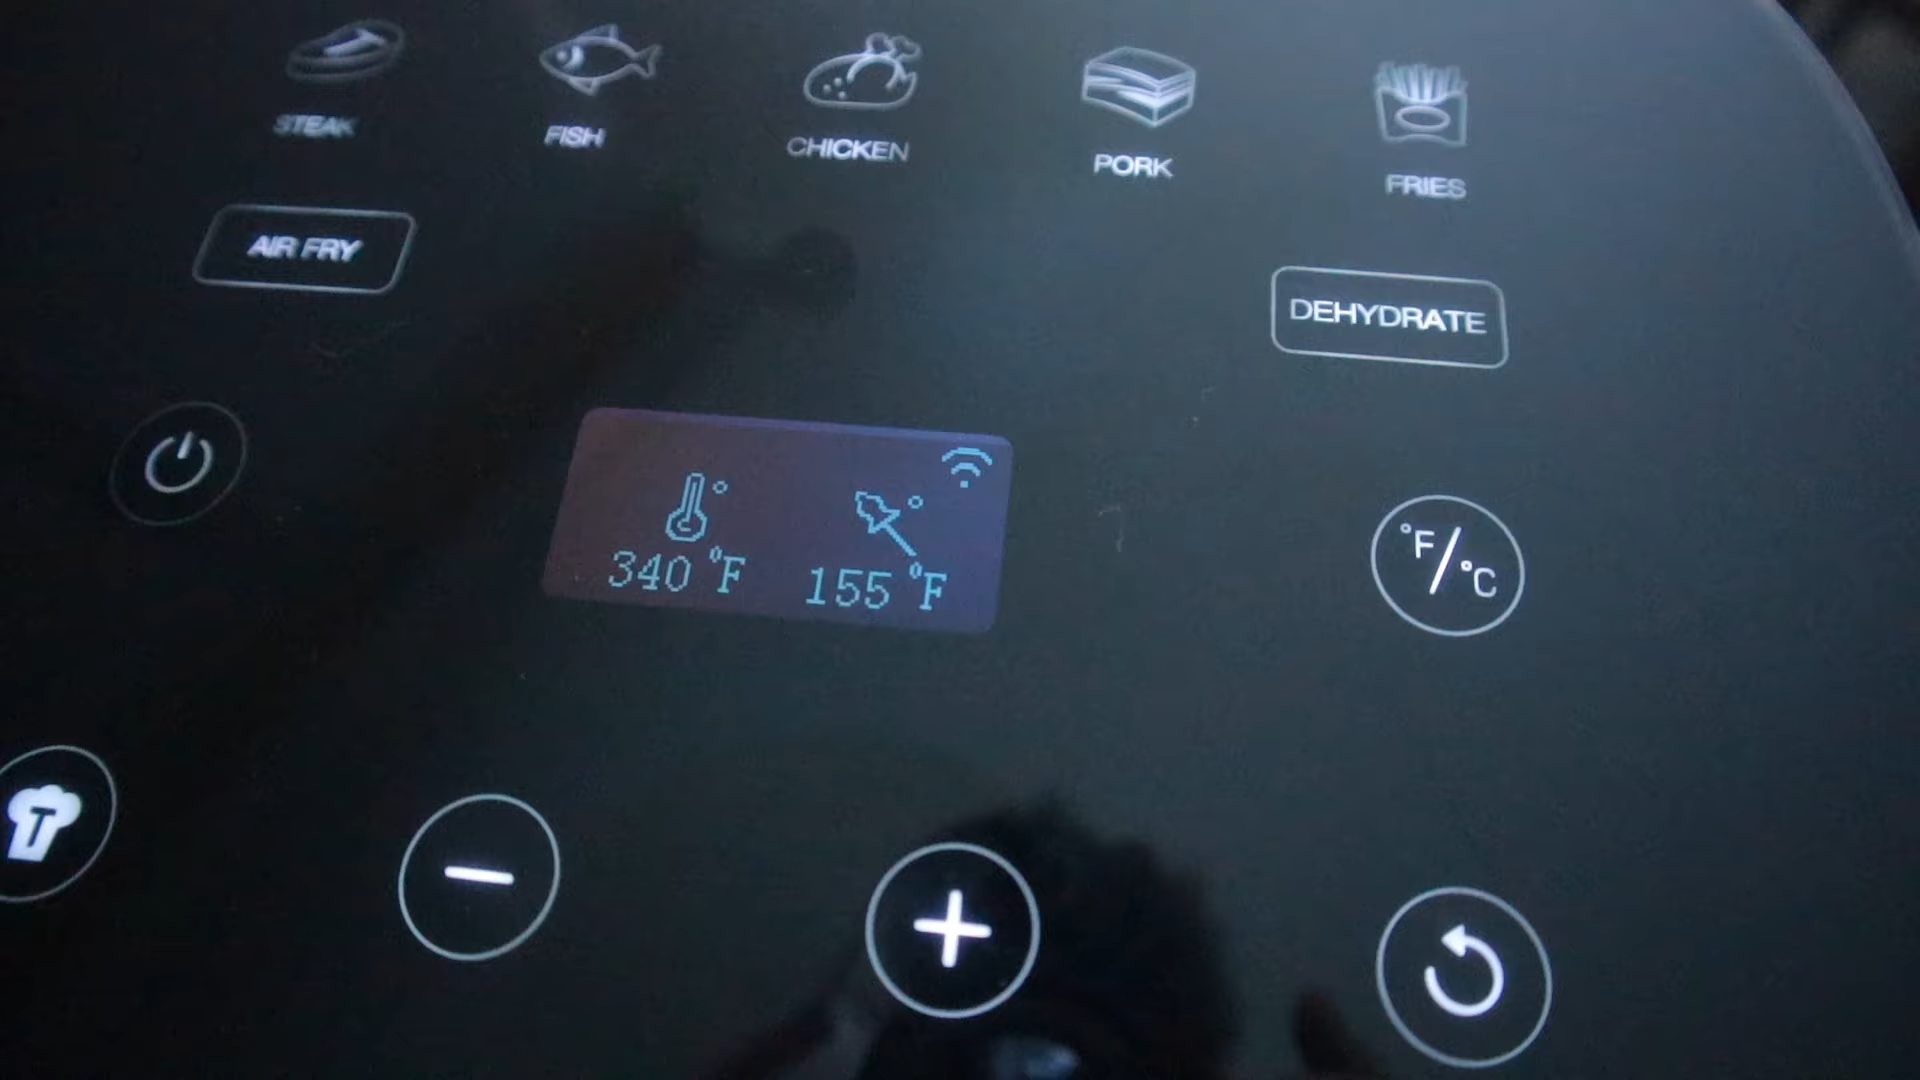 STEAK
FISH
CHICKEN
PORK
FRIES
AIR FRY
DEHYDRATE
340 °F
155 °F
°F/°C
T